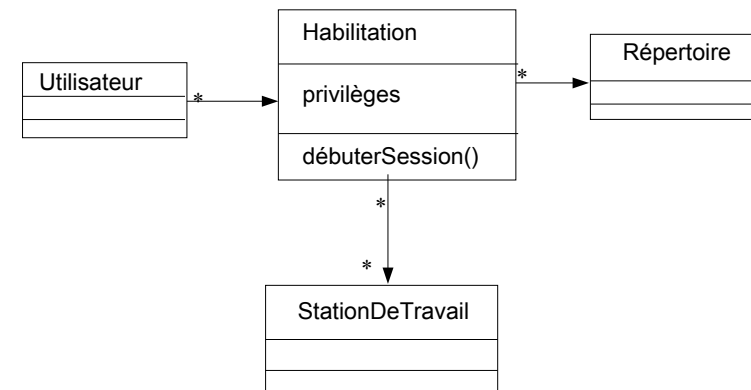 Habilitation
Répertoire
Utilisateur
*
*
privilèges
débuterSession()
*
*
StationDeTravail